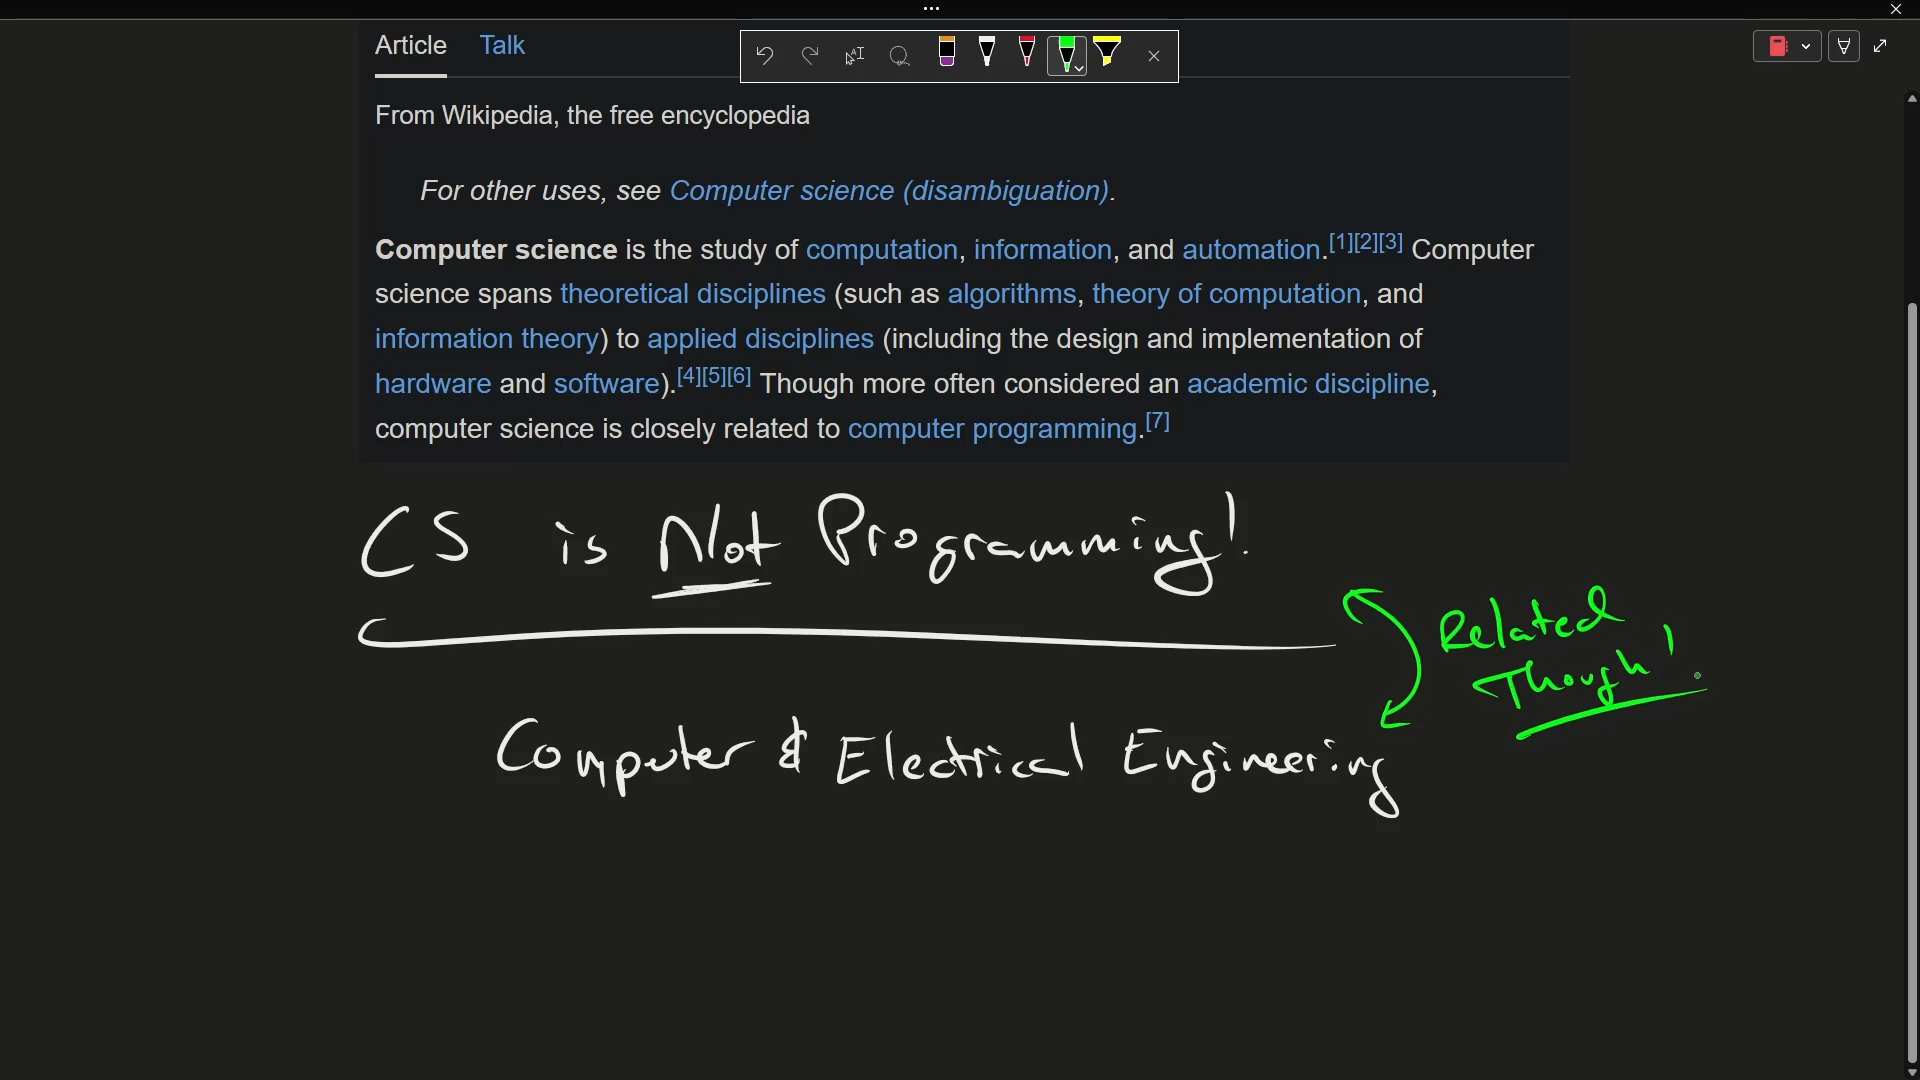 Article Talk
From Wikipedia, the free encyclopedia
For other uses, see Computer science (disambiguation).
Computer science is the study of computation, information, and automation.[1][2][3] Computer
science spans theoretical disciplines (such as algorithms, theory of computation, and
information theory) to applied disciplines (including the design and implementation of
hardware and software).[4][5][6] Though more often considered an academic discipline,
computer science is closely related to computer programming.[7]
CS is Not Programming!
Related
Though!
Computer & Electrical Engineering